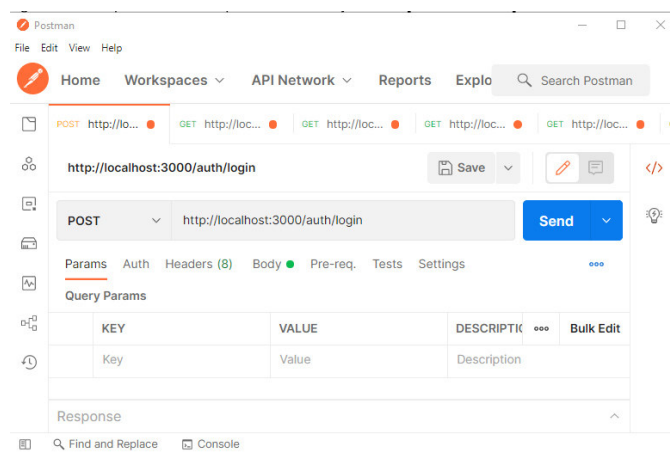 Postman
File Edit View Help
Home Workspaces API Network Reports Explo Search Postman
POST http://lo... GET http://loc... GET http://loc... GET http://loc... GET http://loc...
http://localhost:3000/auth/login Save </>
POST http://localhost:3000/auth/login Send
Params Auth Headers (8) Body Pre-req. Tests Settings
Query Params
KEY VALUE DESCRIPTIO Bulk Edit
Key Value Description
Response
Find and Replace Console